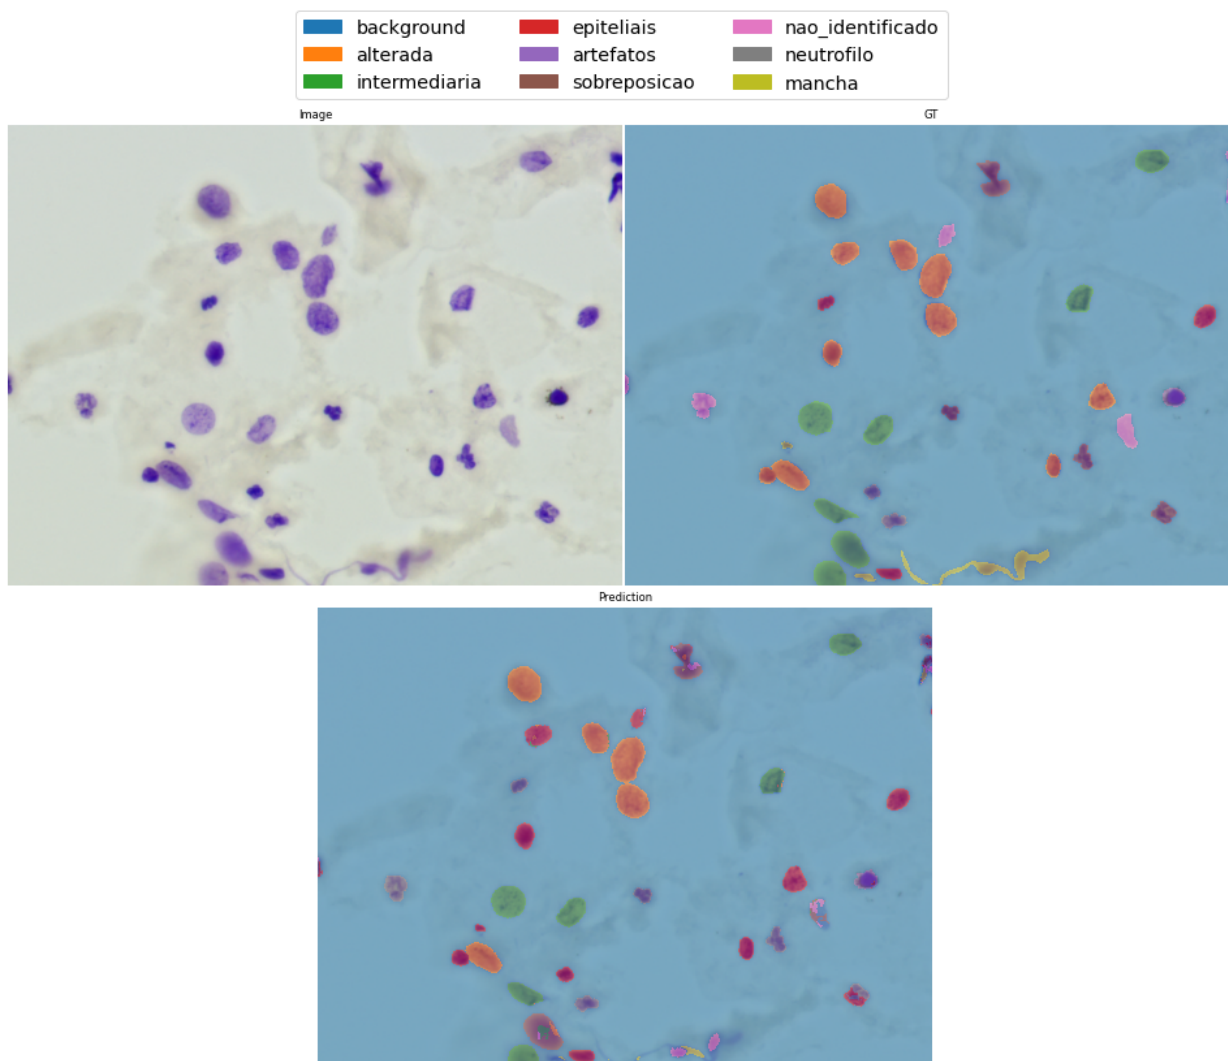 background
alterada
intermediaria
epiteliais
artefatos
sobreposicao
nao_identificado
neutrofilo
mancha
Image
GT
Prediction